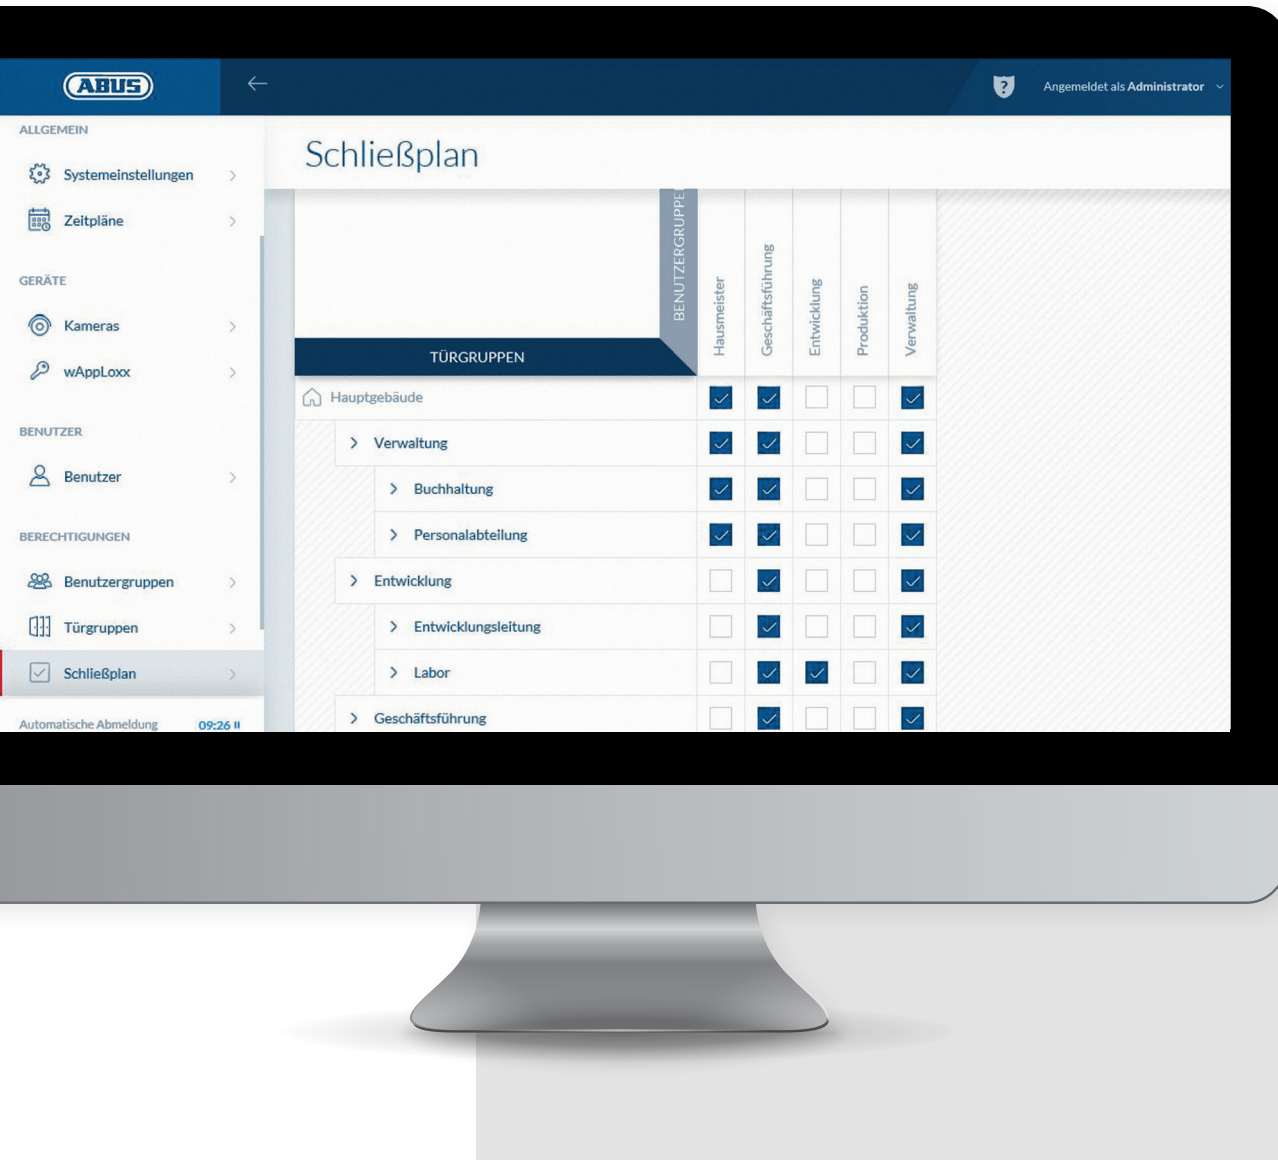 ABUS
Angemeldet als Administrator
ALLGEMEIN
Systemeinstellungen
Zeitpläne
GERÄTE
Kameras
wAppLoxx
BENUTZER
Benutzer
BERECHTIGUNGEN
Benutzergruppen
Türgruppen
Schließplan
Automatische Abmeldung 09:26
Schließplan
BENUTZERGRUPPE
Hausmeister
Geschäftsführung
Entwicklung
Produktion
Verwaltung
TÜRGRUPPEN
Hauptgebäude
Verwaltung
Buchhaltung
Personalabteilung
Entwicklung
Entwicklungsleitung
Labor
Geschäftsführung